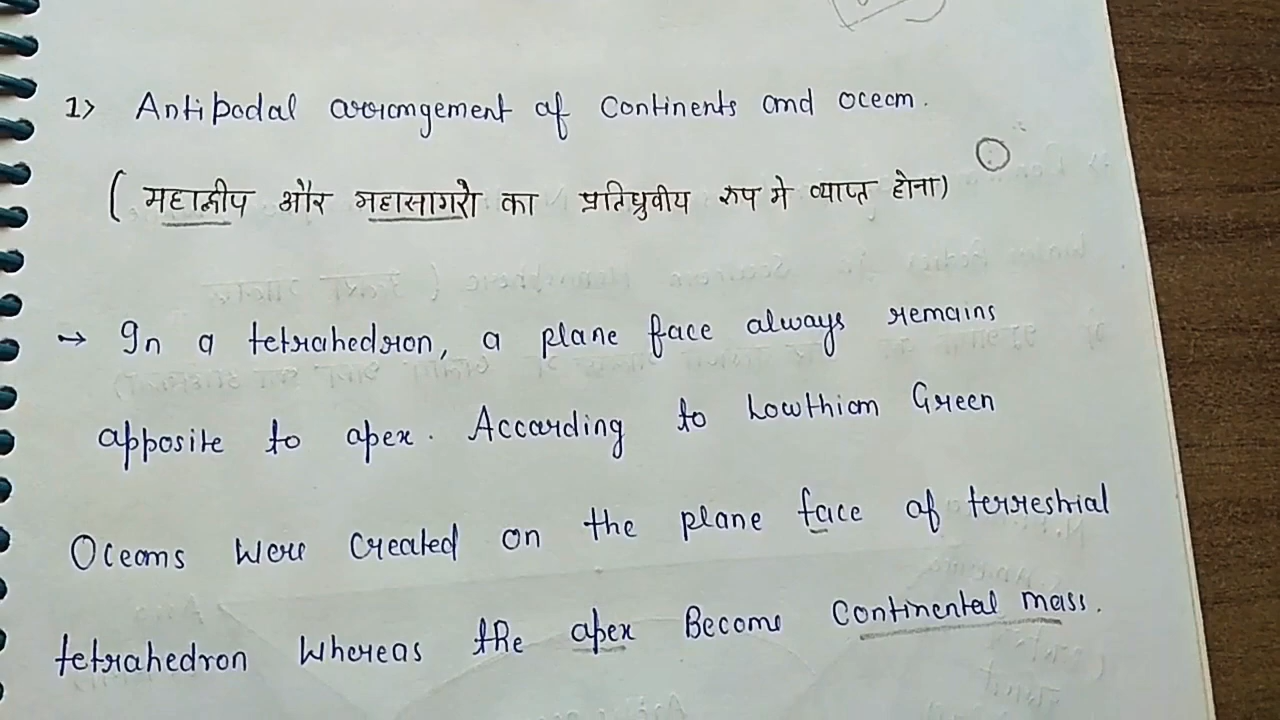 1> Antipodal arrangement of Continents and ocean.
( महाद्वीप और महासागरो का प्रतिध्रुवीय रुप मे व्याप्त होना)
→ In a tetrahedron, a plane face always remains
opposite to apex. According to Lowthian Green
Oceans were created on the plane face of terrestrial
tetrahedron whereas the apex Become Continental mass.